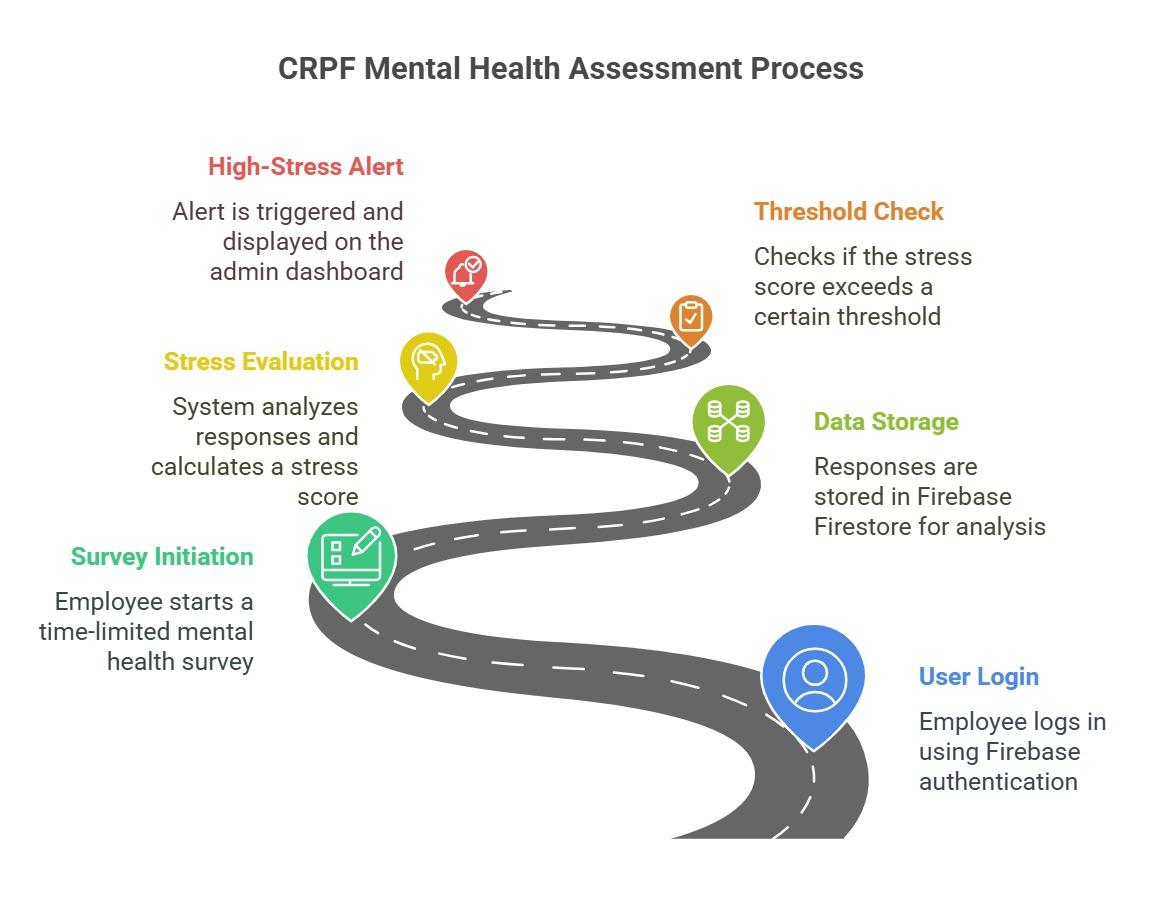 CRPF Mental Health Assessment Process
High-Stress Alert
Alert is triggered and
displayed on the
admin dashboard
Threshold Check
Checks if the stress
score exceeds a
certain threshold
Stress Evaluation
System analyzes
responses and
calculates a stress
score
Data Storage
Responses are
stored in Firebase
Firestore for analysis
Survey Initiation
Employee starts a
time-limited mental
health survey
User Login
Employee logs in
using Firebase
authentication